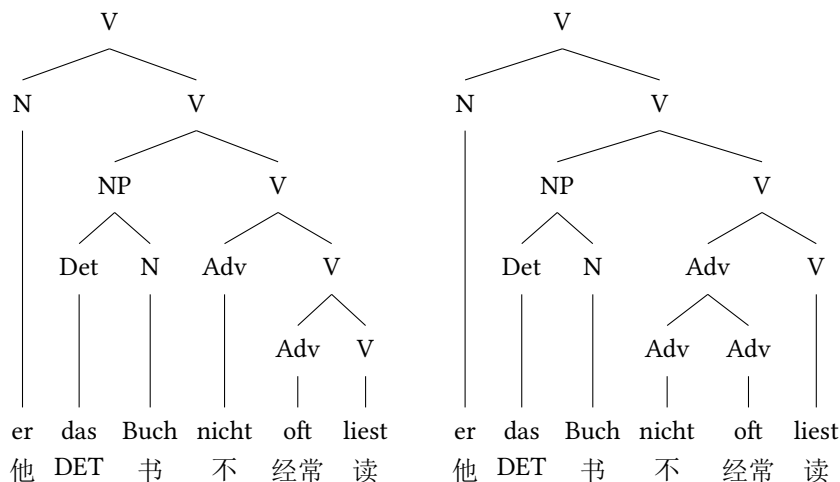 V V
N V N V
NP V NP V
Det N Adv V Det N Adv V
Adv V Adv Adv
er das Buch nicht oft liest er das Buch nicht oft liest
他 DET 书 不 经常 读 他 DET 书 不 经常 读